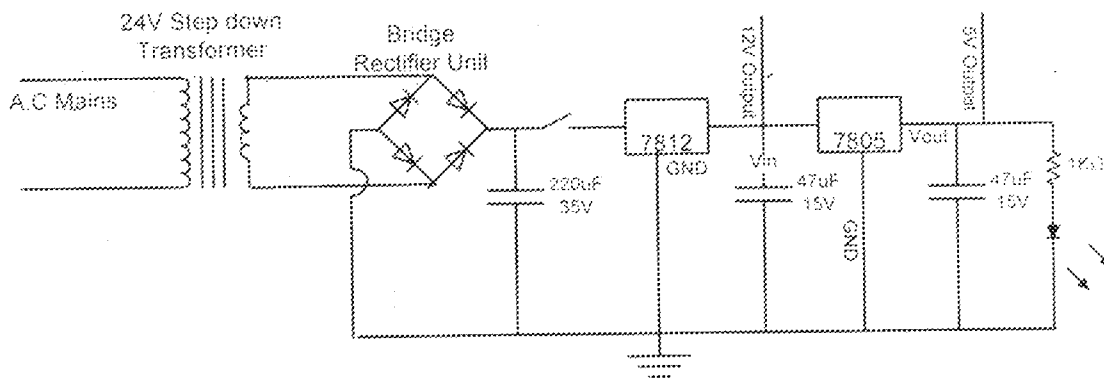 24V Step down
Transformer
Bridge
Rectifier Unit
A.C Mains
12V Output
5V Output
7812
GND
7805
Vout
Vin
220uF
35V
47uF
15V
GND
47uF
15V
1KΩ